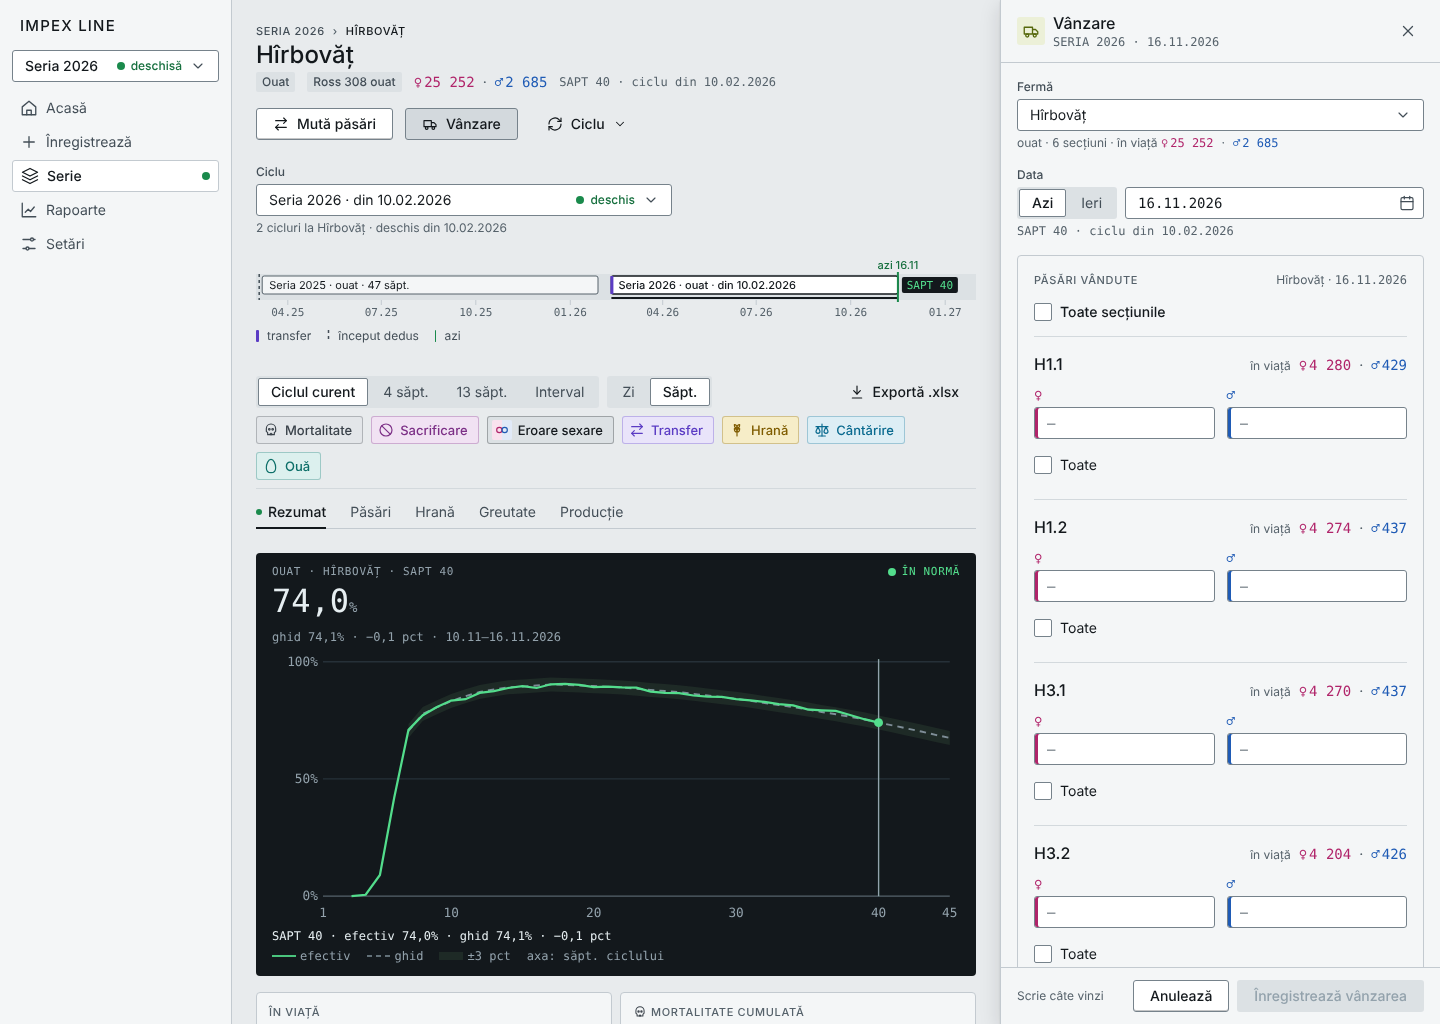 IMPEX LINE
Seria 2026 deschisă
Acasă
Înregistrează
Serie
Rapoarte
Setări
SERIA 2026 › HÎRBOVĂȚ
Hîrbovăț
Ouat Ross 308 ouat ♀25 252 · ♂2 685 SAPT 40 · ciclu din 10.02.2026
Mută păsări Vânzare Ciclu
Ciclu
Seria 2026 · din 10.02.2026 deschis
2 cicluri la Hîrbovăț · deschis din 10.02.2026
azi 16.11
Seria 2025 · ouat · 47 săpt. Seria 2026 · ouat · din 10.02.2026 SAPT 40
04.25 07.25 10.25 01.26 04.26 07.26 10.26 01.27
transfer început dedus azi
Ciclul curent 4 săpt. 13 săpt. Interval Zi Săpt. Exportă .xlsx
Mortalitate Sacrificare Eroare sexare Transfer Hrană Cântărire
Ouă
Rezumat Păsări Hrană Greutate Producție
OUAT · HÎRBOVĂȚ · SAPT 40 ÎN NORMĂ
74,0%
ghid 74,1% · −0,1 pct · 10.11–16.11.2026
100%
50%
0%
1 10 20 30 40 45
SAPT 40 · efectiv 74,0% · ghid 74,1% · −0,1 pct
efectiv ghid ±3 pct axa: săpt. ciclului
ÎN VIAȚĂ MORTALITATE CUMULATĂ
Vânzare
SERIA 2026 · 16.11.2026
Fermă
Hîrbovăț
ouat · 6 secțiuni · în viață ♀25 252 · ♂2 685
Data
Azi Ieri 16.11.2026
SAPT 40 · ciclu din 10.02.2026
PĂSĂRI VÂNDUTE Hîrbovăț · 16.11.2026
Toate secțiunile
H1.1 în viață ♀4 280 · ♂429
♀ ♂
– –
Toate
H1.2 în viață ♀4 274 · ♂437
♀ ♂
– –
Toate
H3.1 în viață ♀4 270 · ♂437
♀ ♂
– –
Toate
H3.2 în viață ♀4 204 · ♂426
♀ ♂
– –
Toate
Scrie câte vinzi Anulează Înregistrează vânzarea